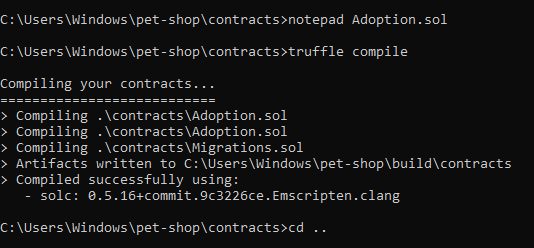 C:\Users\Windows\pet-shop\contracts>notepad Adoption.sol
C:\Users\Windows\pet-shop\contracts>truffle compile
Compiling your contracts...
===========================
> Compiling .\contracts\Adoption.sol
> Compiling .\contracts\Adoption.sol
> Compiling .\contracts\Migrations.sol
> Artifacts written to C:\Users\Windows\pet-shop\build\contracts
> Compiled successfully using:
   - solc: 0.5.16+commit.9c3226ce.Emscripten.clang
C:\Users\Windows\pet-shop\contracts>cd ..